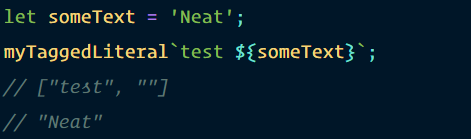 let someText = 'Neat';
myTaggedLiteral`test ${someText}`;
// ["test", ""]
// "Neat"